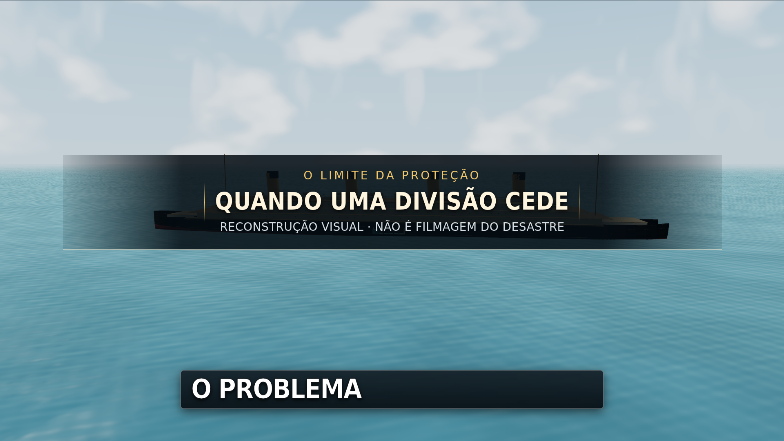 O LIMITE DA PROTEÇÃO
QUANDO UMA DIVISÃO CEDE
RECONSTRUÇÃO VISUAL · NÃO É FILMAGEM DO DESASTRE
O PROBLEMA